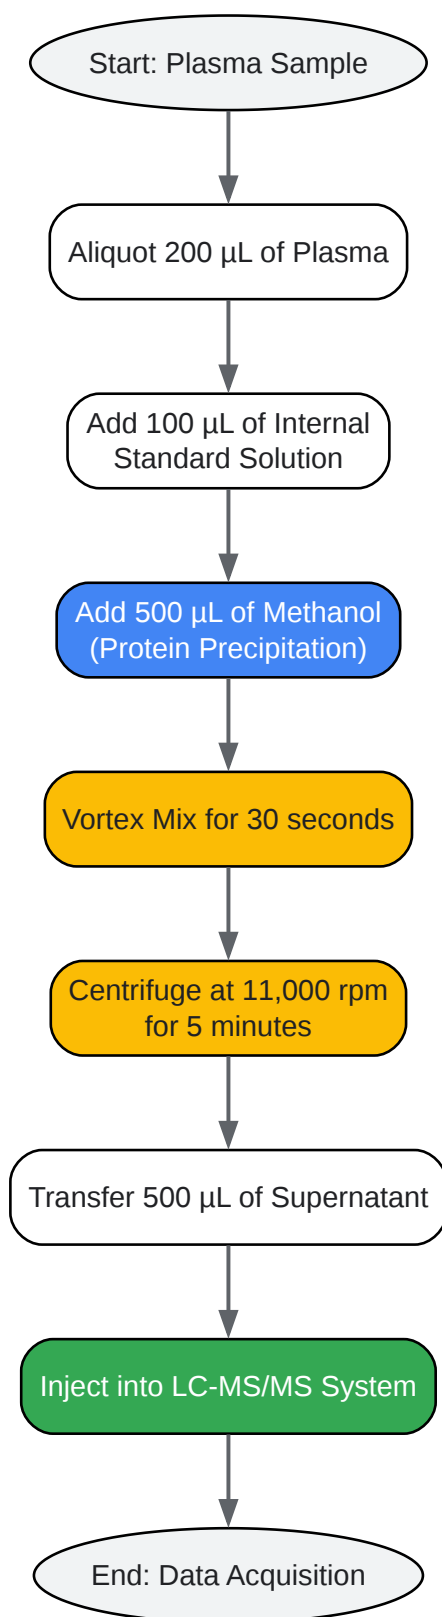 Start: Plasma Sample
Aliquot 200 µL of Plasma
Add 100 µL of Internal
Standard Solution
Add 500 µL of Methanol
(Protein Precipitation)
Vortex Mix for 30 seconds
Centrifuge at 11,000 rpm
for 5 minutes
Transfer 500 µL of Supernatant
Inject into LC-MS/MS System
End: Data Acquisition